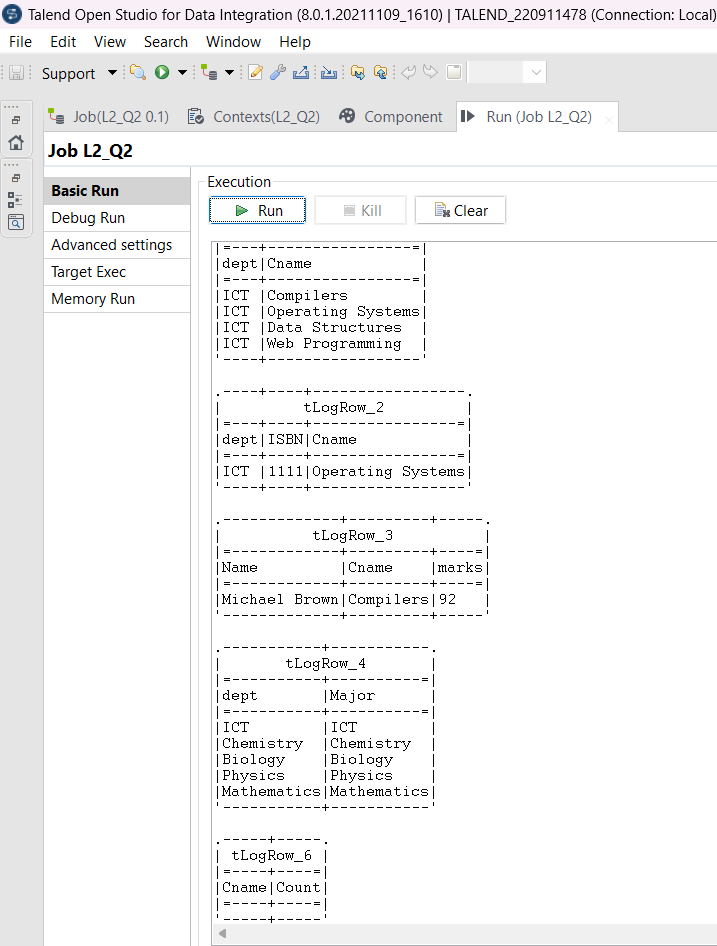 Talend Open Studio for Data Integration (8.0.1.20211109_1610) | TALEND_220911478 (Connection: Local)
File Edit View Search Window Help
Support
Job(L2_Q2 0.1) Contexts(L2_Q2) Component Run (Job L2_Q2)
Job L2_Q2
Basic Run
Debug Run
Advanced settings
Target Exec
Memory Run
Execution
Run Kill Clear
|=----+-----------------=|
|dept|Cname            |
|=----+-----------------=|
|ICT |Compilers        |
|ICT |Operating Systems|
|ICT |Data Structures  |
|ICT |Web Programming  |
'----+-----------------'
.----+----+-----------------.
|        tLogRow_2         |
|=---+----+----------------=|
|dept|ISBN|Cname            |
|=---+----+----------------=|
|ICT |1111|Operating Systems|
'----+----+-----------------'
.-------------+---------+-----.
|          tLogRow_3          |
|=------------+---------+----=|
|Name         |Cname    |marks|
|=------------+---------+----=|
|Michael Brown|Compilers|92   |
'-------------+---------+-----'
.-----------+-----------.
|       tLogRow_4       |
|=----------+----------=|
|dept       |Major      |
|=----------+----------=|
|ICT        |ICT        |
|Chemistry  |Chemistry  |
|Biology    |Biology    |
|Physics    |Physics    |
|Mathematics|Mathematics|
'-----------+-----------'
.-----+-----.
| tLogRow_6 |
|=----+----=|
|Cname|Count|
|=----+----=|
'-----+-----'